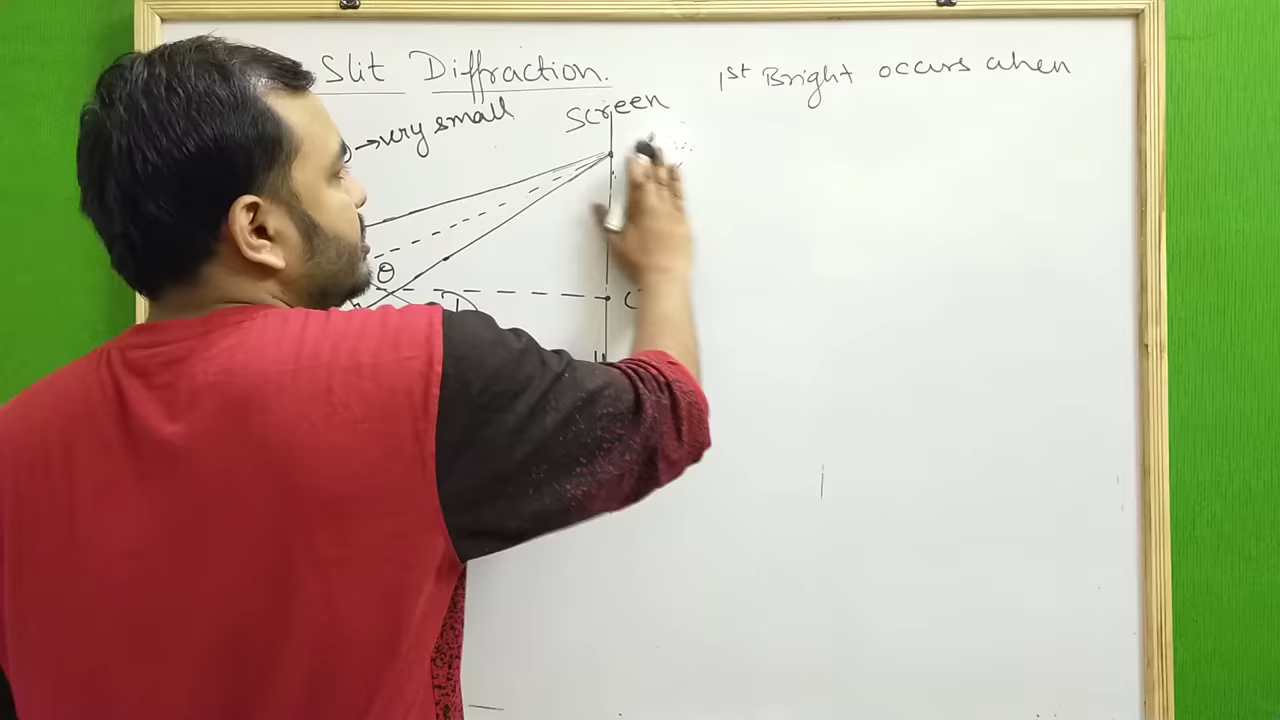 Slit Diffraction.
1st Bright occurs when
Screen
→very small
θ
D